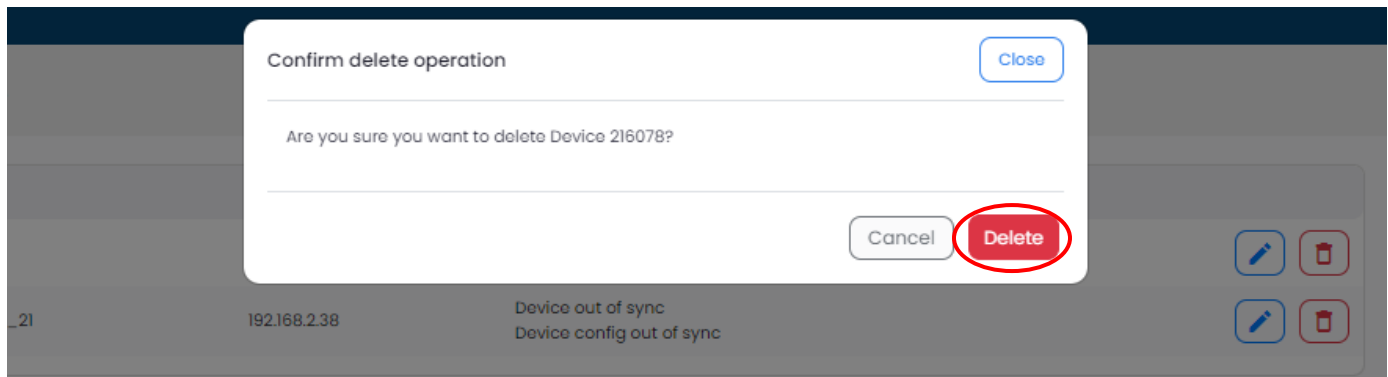 Confirm delete operation
Close
Are you sure you want to delete Device 216078?
Cancel
Delete
_21
192.168.2.38
Device out of sync
Device config out of sync